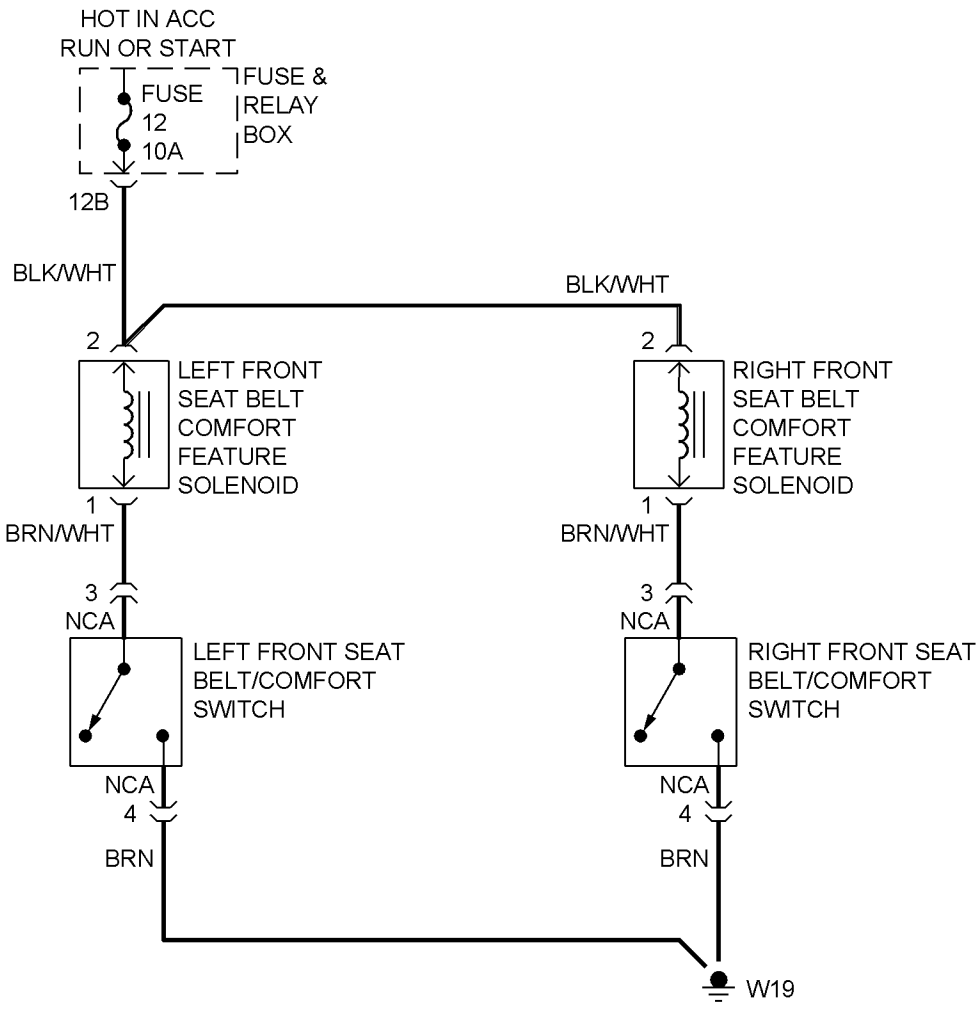 HOT IN ACC
RUN OR START
FUSE
12
10A
FUSE &
RELAY
BOX
12B
BLK/WHT
BLK/WHT
2
LEFT FRONT
SEAT BELT
COMFORT
FEATURE
SOLENOID
2
RIGHT FRONT
SEAT BELT
COMFORT
FEATURE
SOLENOID
1
BRN/WHT
1
BRN/WHT
3
NCA
3
NCA
LEFT FRONT SEAT
BELT/COMFORT
SWITCH
RIGHT FRONT SEAT
BELT/COMFORT
SWITCH
NCA
4
BRN
NCA
4
BRN
W19